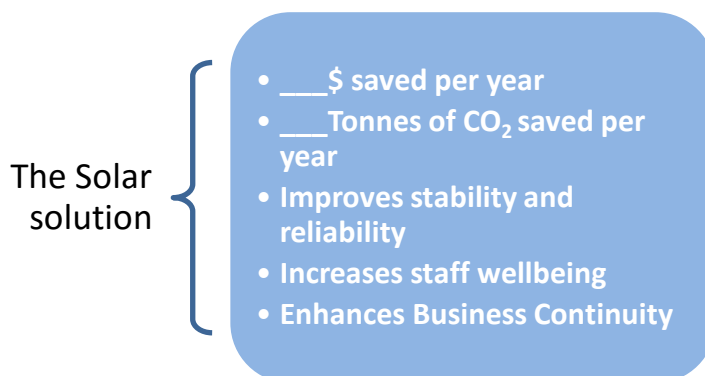 The Solar
solution
• ___$ saved per year
• ___Tonnes of CO₂ saved per
year
• Improves stability and
reliability
• Increases staff wellbeing
• Enhances Business Continuity